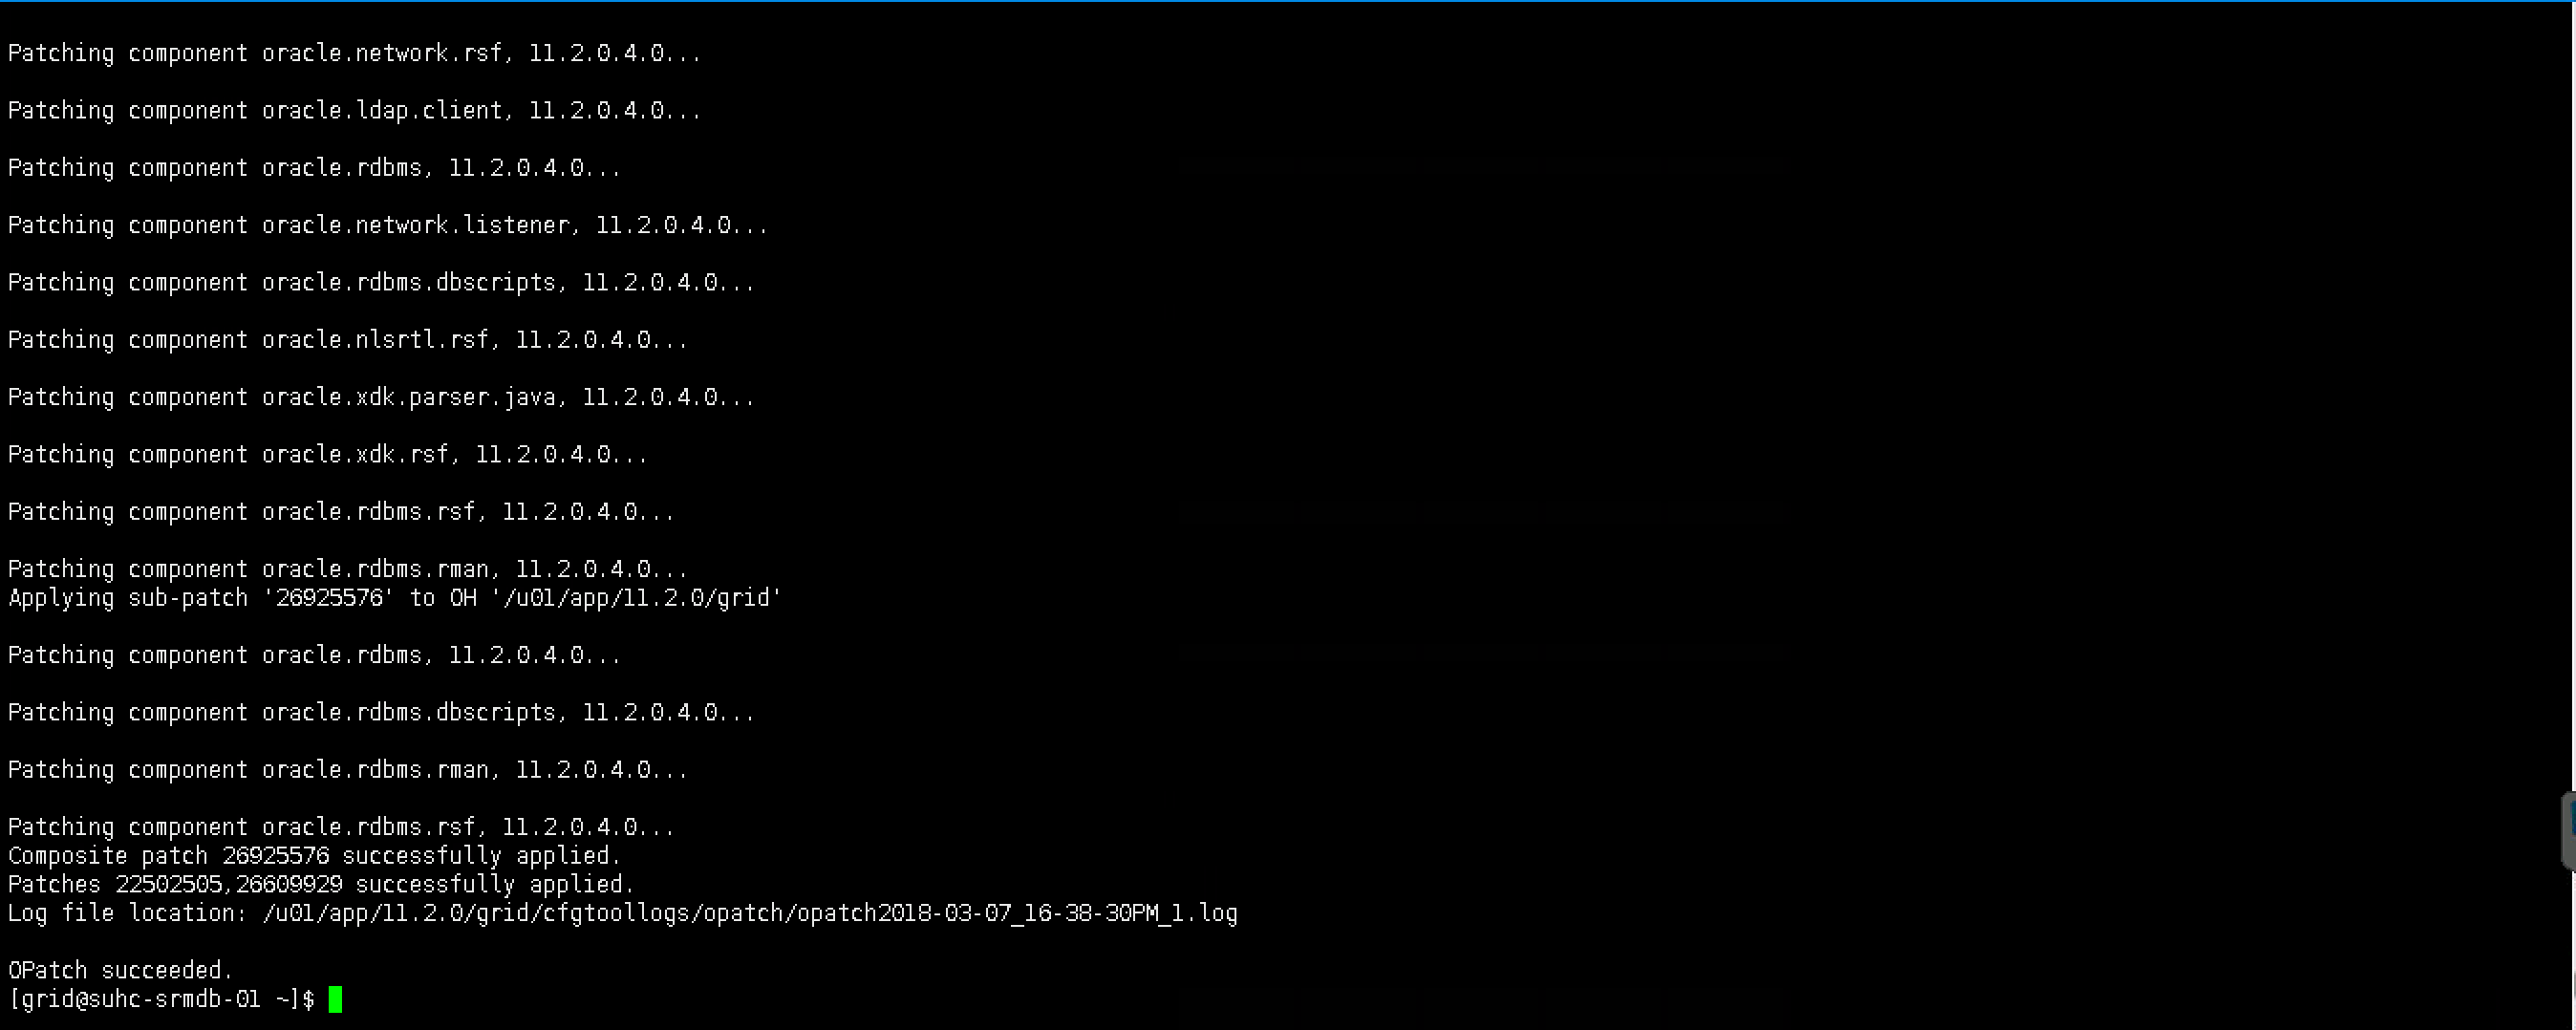 Patching component oracle.network.rsf, 11.2.0.4.0...
Patching component oracle.ldap.client, 11.2.0.4.0...
Patching component oracle.rdbms, 11.2.0.4.0...
Patching component oracle.network.listener, 11.2.0.4.0...
Patching component oracle.rdbms.dbscripts, 11.2.0.4.0...
Patching component oracle.nlsrtl.rsf, 11.2.0.4.0...
Patching component oracle.xdk.parser.java, 11.2.0.4.0...
Patching component oracle.xdk.rsf, 11.2.0.4.0...
Patching component oracle.rdbms.rsf, 11.2.0.4.0...
Patching component oracle.rdbms.rman, 11.2.0.4.0...
Applying sub-patch '26925576' to OH '/u01/app/11.2.0/grid'
Patching component oracle.rdbms, 11.2.0.4.0...
Patching component oracle.rdbms.dbscripts, 11.2.0.4.0...
Patching component oracle.rdbms.rman, 11.2.0.4.0...
Patching component oracle.rdbms.rsf, 11.2.0.4.0...
Composite patch 26925576 successfully applied.
Patches 22502505,26609929 successfully applied.
Log file location: /u01/app/11.2.0/grid/cfgtoollogs/opatch/opatch2018-03-07_16-38-30PM_1.log
OPatch succeeded.
[grid@suhc-srmdb-01 ~]$